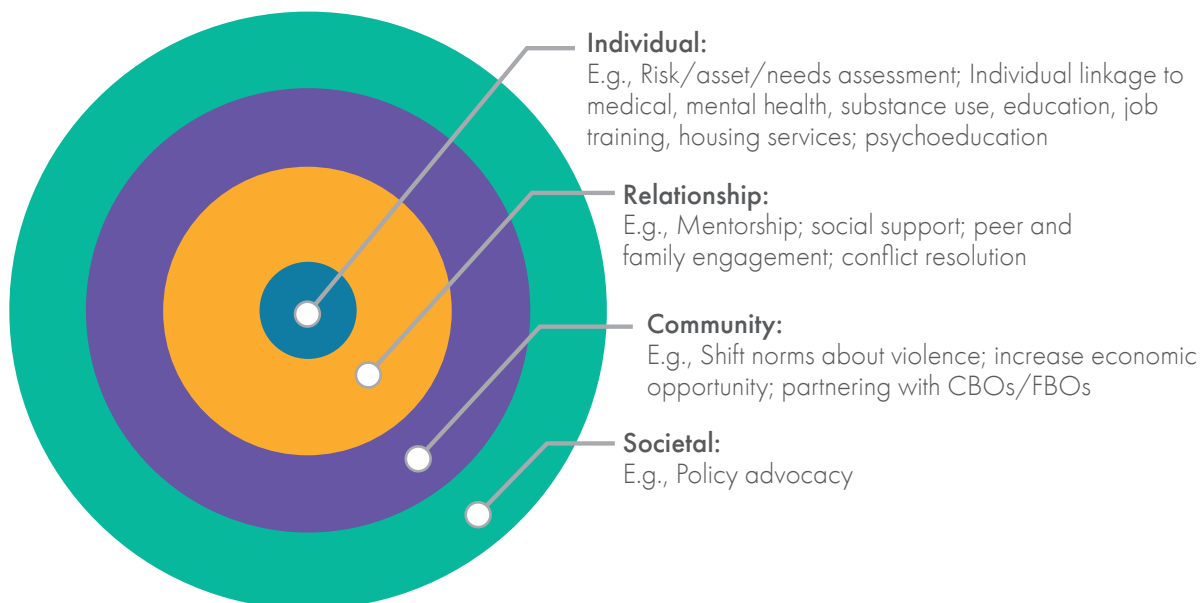 Individual:
E.g., Risk/asset/needs assessment; Individual linkage to
medical, mental health, substance use, education, job
training, housing services; psychoeducation
Relationship:
E.g., Mentorship; social support; peer and
family engagement; conflict resolution
Community:
E.g., Shift norms about violence; increase economic
opportunity; partnering with CBOs/FBOs
Societal:
E.g., Policy advocacy